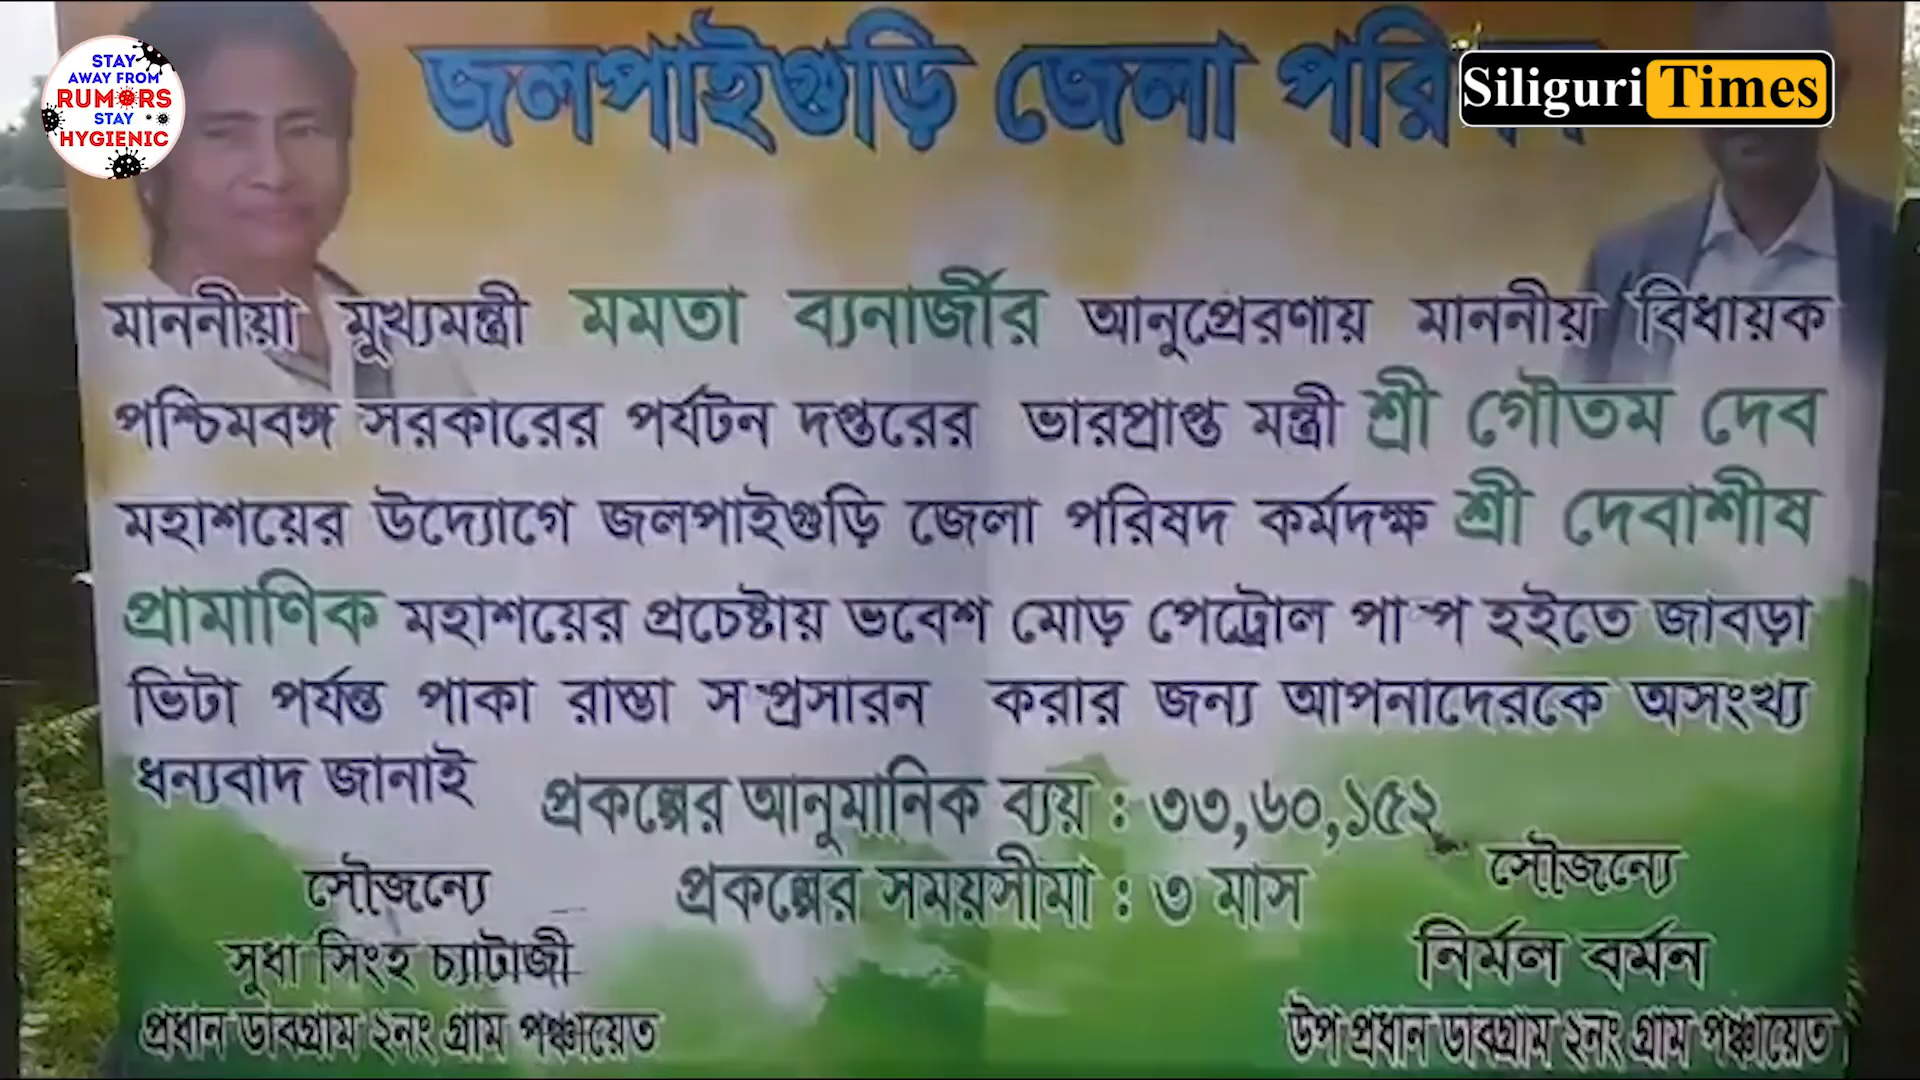 STAY
AWAY FROM
RUMORS
STAY
HYGIENIC
Siliguri Times
জলপাইগুড়ি জেলা
মাননীয়া মুখ্যমন্ত্রী মমতা ব্যনার্জীর আনুপ্রেরণায় মাননীয় বিধায়ক
পশ্চিমবঙ্গ সরকারের পর্যটন দপ্তরের ভারপ্রাপ্ত মন্ত্রী শ্রী গৌতম দেব
মহাশয়ের উদ্যোগে জলপাইগুড়ি জেলা পরিষদ কর্মদক্ষ শ্রী দেবাশীষ
প্রামাণিক মহাশয়ের প্রচেষ্টায় ভবেশ মোড় পেট্রোল পাম্প হইতে জাবড়া
ভিটা পর্যন্ত পাকা রাস্তা সম্প্রসারন করার জন্য আপনাদেরকে অসংখ্য
ধন্যবাদ জানাই
প্রকল্পের আনুমানিক ব্যয় : ৩৩,৬০,১৫২
প্রকল্পের সময়সীমা : ৩ মাস
সৌজন্যে
সুধা সিংহ চ্যাটার্জী
প্রধান ডাবগ্রাম ২নং গ্রাম পঞ্চায়েত
সৌজন্যে
নির্মল বর্মন
উপ প্রধান ডাবগ্রাম ২নং গ্রাম পঞ্চায়েত